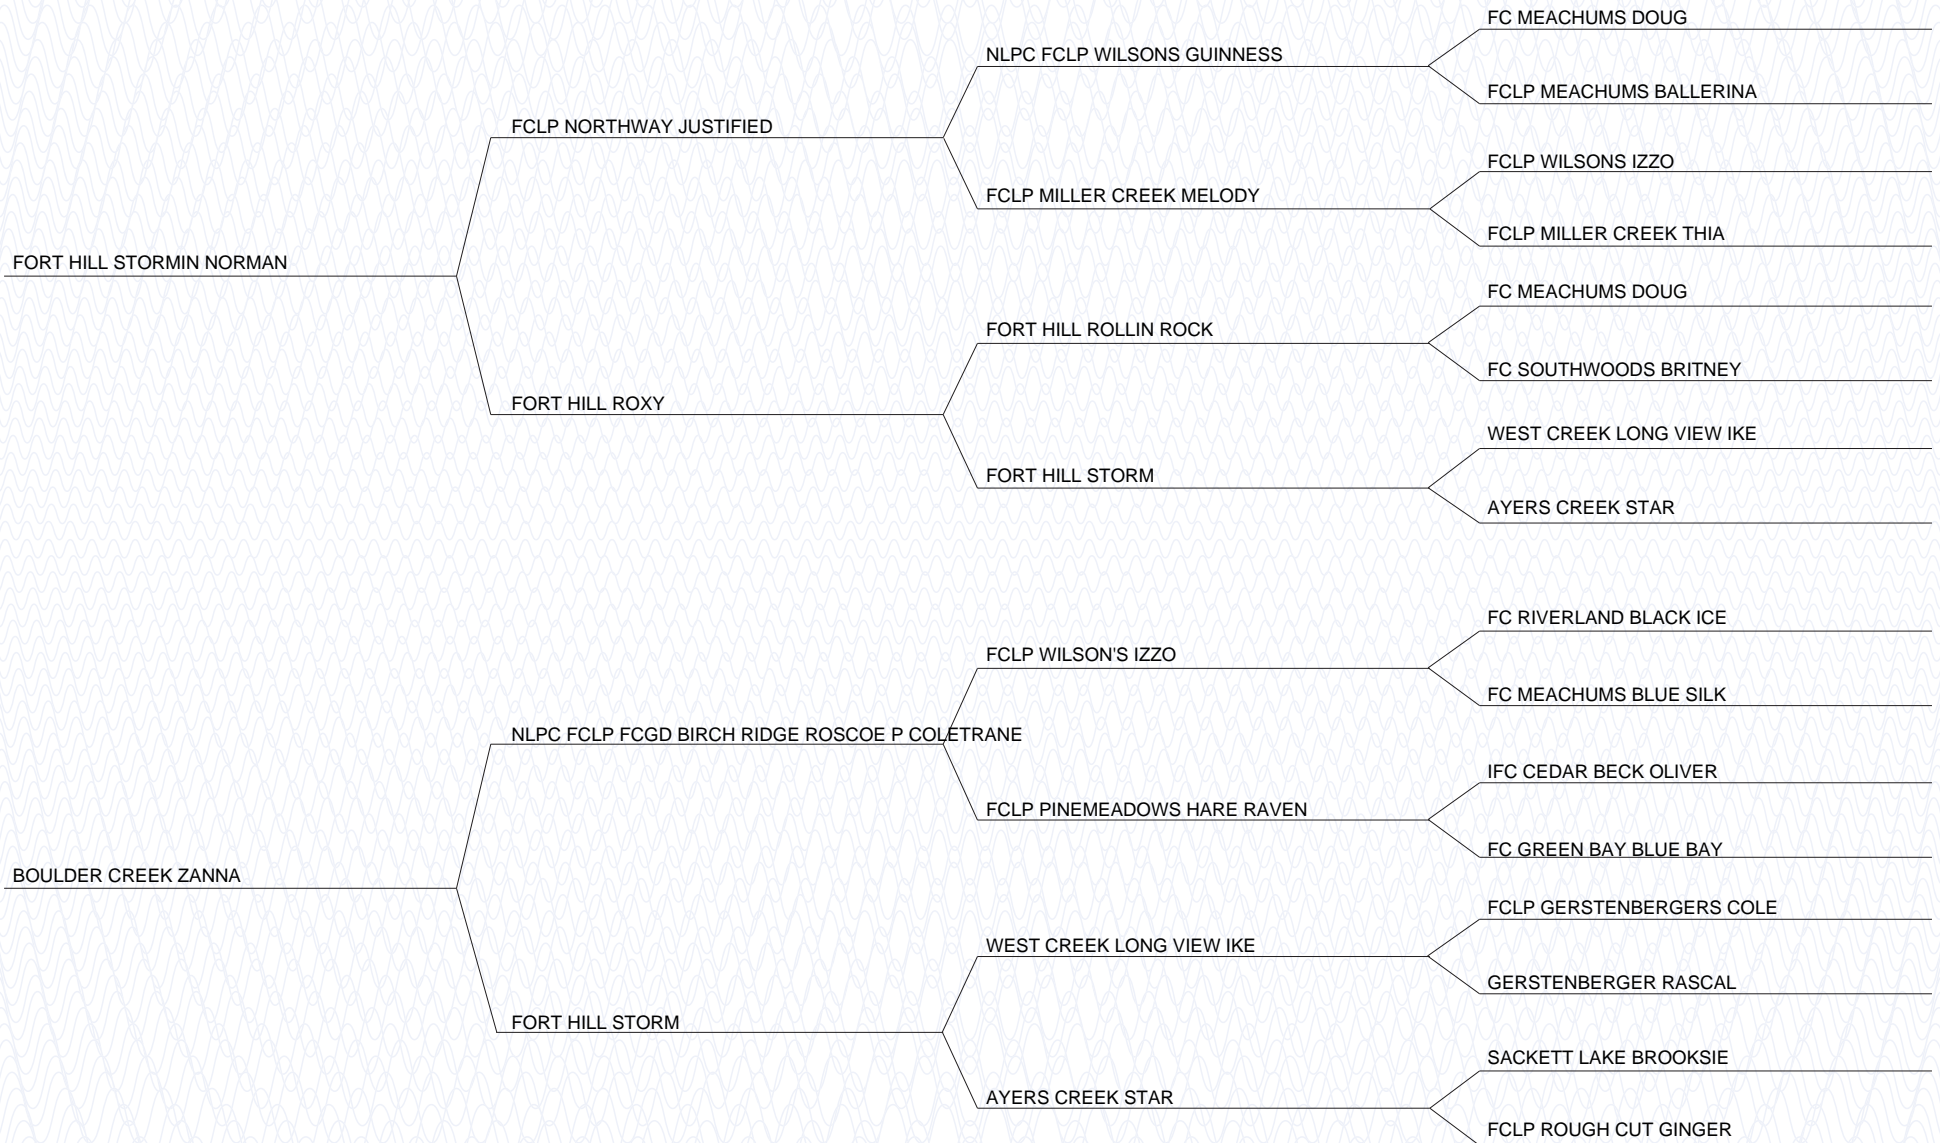 FC MEACHUMS DOUG
NLPC FCLP WILSONS GUINNESS
FCLP MEACHUMS BALLERINA
FCLP NORTHWAY JUSTIFIED
FCLP WILSONS IZZO
FCLP MILLER CREEK MELODY
FCLP MILLER CREEK THIA
FORT HILL STORMIN NORMAN
FC MEACHUMS DOUG
FORT HILL ROLLIN ROCK
FC SOUTHWOODS BRITNEY
FORT HILL ROXY
WEST CREEK LONG VIEW IKE
FORT HILL STORM
AYERS CREEK STAR
FC RIVERLAND BLACK ICE
FCLP WILSON'S IZZO
FC MEACHUMS BLUE SILK
NLPC FCLP FCGD BIRCH RIDGE ROSCOE P COLETRANE
IFC CEDAR BECK OLIVER
FCLP PINEMEADOWS HARE RAVEN
FC GREEN BAY BLUE BAY
BOULDER CREEK ZANNA
FCLP GERSTENBERGERS COLE
WEST CREEK LONG VIEW IKE
GERSTENBERGER RASCAL
FORT HILL STORM
SACKETT LAKE BROOKSIE
AYERS CREEK STAR
FCLP ROUGH CUT GINGER